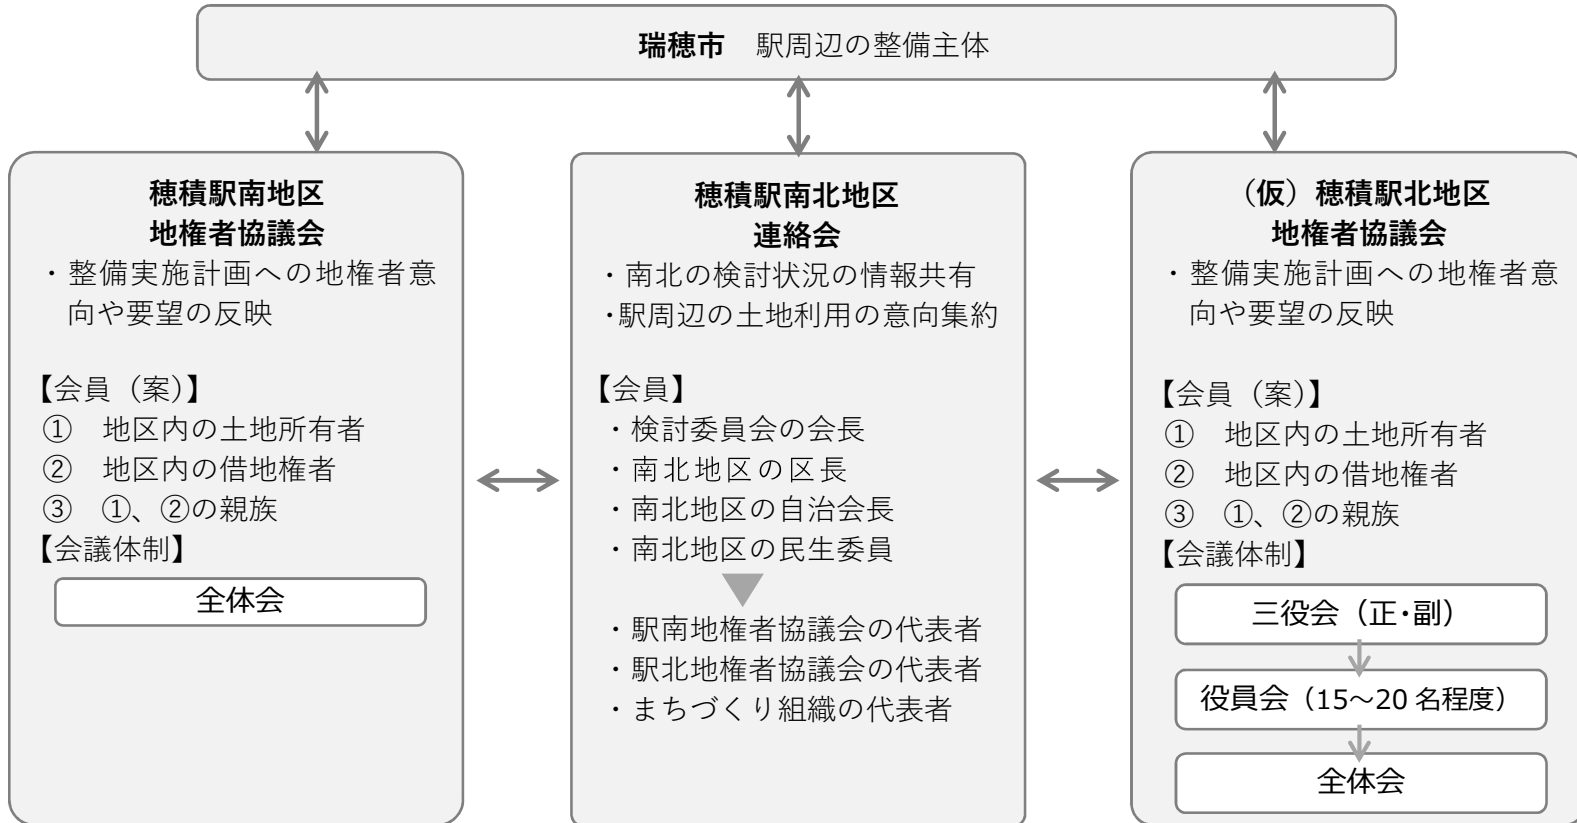 瑞穂市　駅周辺の整備主体
穂積駅南地区
地権者協議会
・整備実施計画への地権者意
向や要望の反映
【会員（案）】
①　地区内の土地所有者
②　地区内の借地権者
③　①、②の親族
【会議体制】
全体会
穂積駅南北地区
連絡会
・南北の検討状況の情報共有
・駅周辺の土地利用の意向集約
【会員】
・検討委員会の会長
・南北地区の区長
・南北地区の自治会長
・南北地区の民生委員
・駅南地権者協議会の代表者
・駅北地権者協議会の代表者
・まちづくり組織の代表者
（仮）穂積駅北地区
地権者協議会
・整備実施計画への地権者意
向や要望の反映
【会員（案）】
①　地区内の土地所有者
②　地区内の借地権者
③　①、②の親族
【会議体制】
三役会（正・副）
役員会（15～20 名程度）
全体会